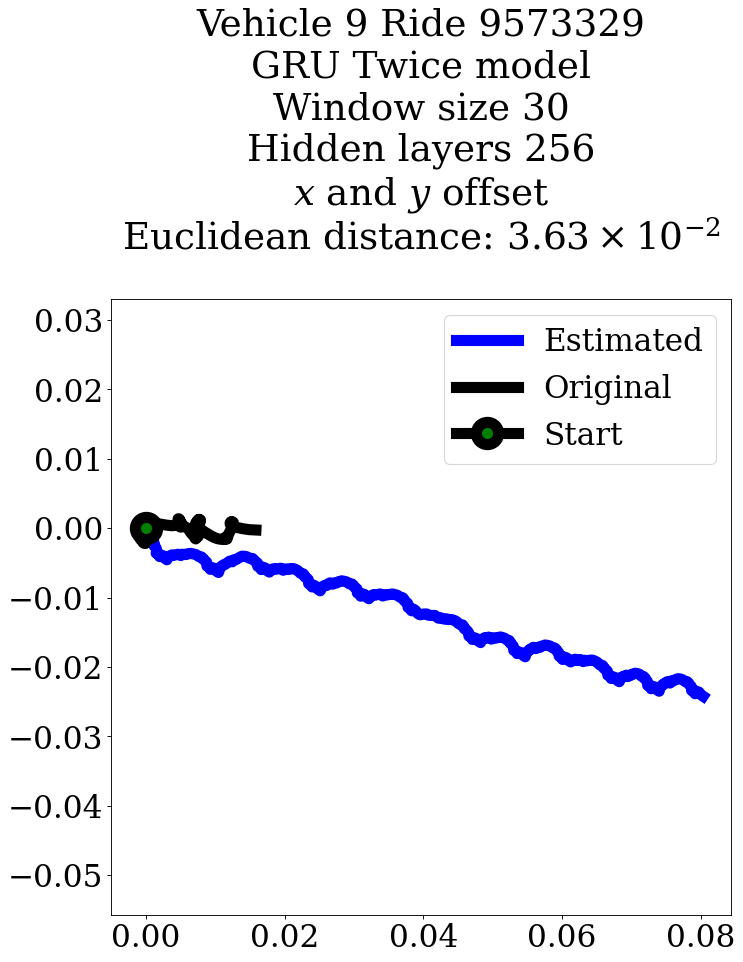 Vehicle 9 Ride 9573329
GRU Twice model
Window size 30
Hidden layers 256
x and y offset
Euclidean distance: 3.63 × 10⁻²
Estimated
Original
Start
0.03
0.02
0.01
0.00
−0.01
−0.02
−0.03
−0.04
−0.05
0.00 0.02 0.04 0.06 0.08